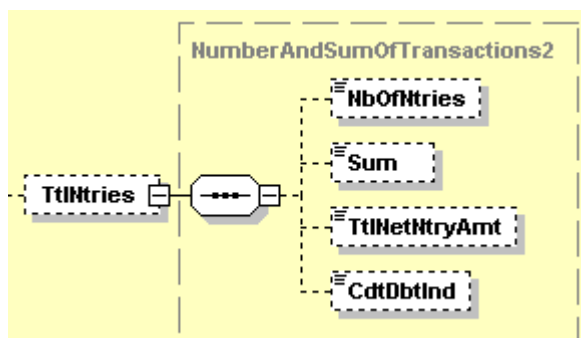 NumberAndSumOfTransactions2
NbOfNtries
Sum
TtlNtries
TtlNetNtryAmt
CdtDbtInd